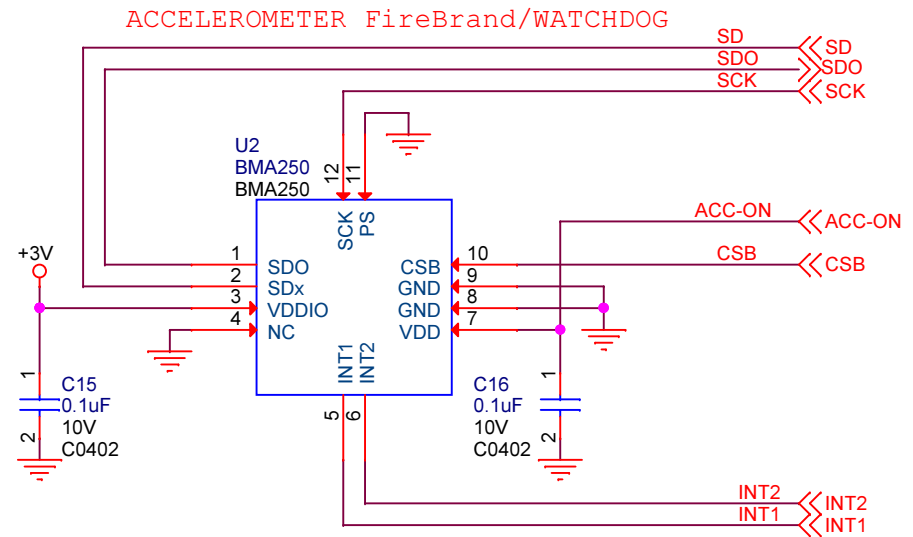 ACCELEROMETER FireBrand/WATCHDOG
SD
SD
SDO
SDO
SCK
SCK
U2
BMA250
BMA250
12
11
SCK
PS
ACC-ON
ACC-ON
+3V
1
SDO
2
SDx
3
VDDIO
4
NC
CSB
10
CSB
CSB
GND
9
GND
8
VDD
7
INT1
INT2
5
6
1
C15
0.1uF
10V
2
C0402
1
C16
0.1uF
10V
2
C0402
INT2
INT2
INT1
INT1